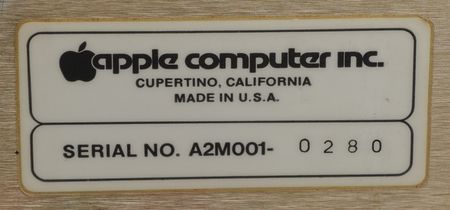 apple computer inc.
CUPERTINO, CALIFORNIA
MADE IN U.S.A.
SERIAL NO. A2M001- 0280